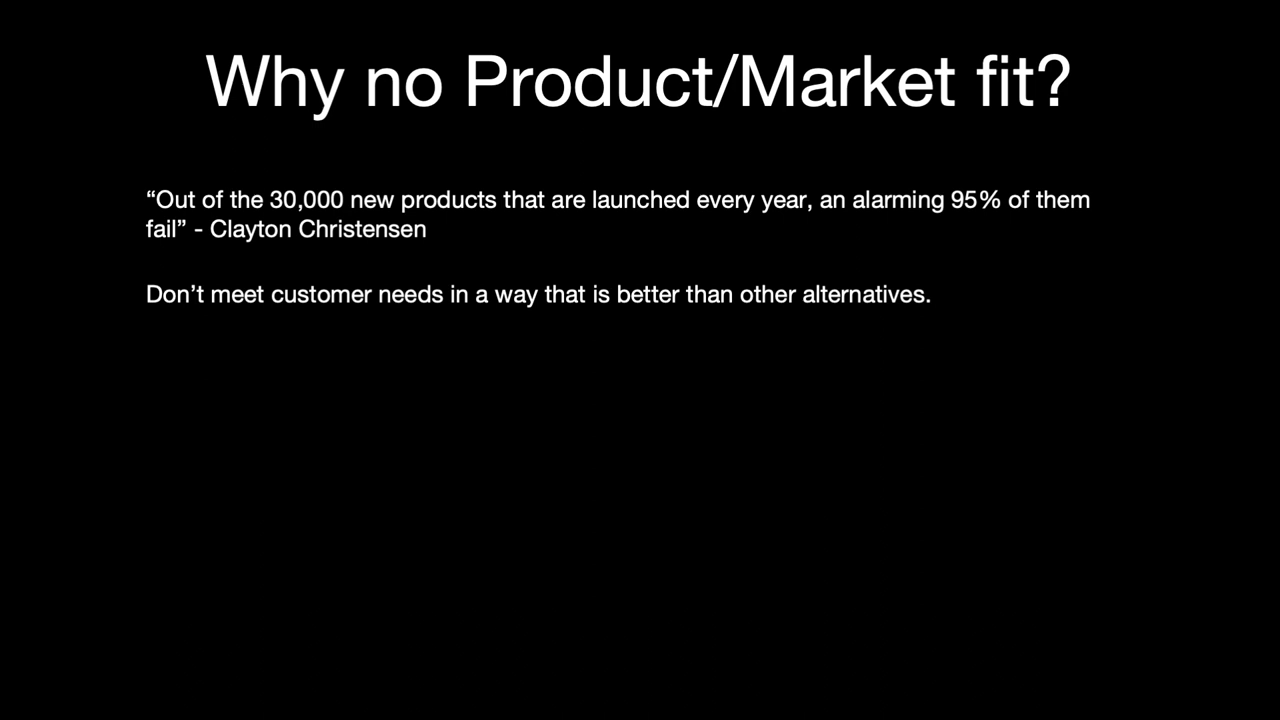 Why no Product/Market fit?
“Out of the 30,000 new products that are launched every year, an alarming 95% of them
fail” - Clayton Christensen
Don’t meet customer needs in a way that is better than other alternatives.